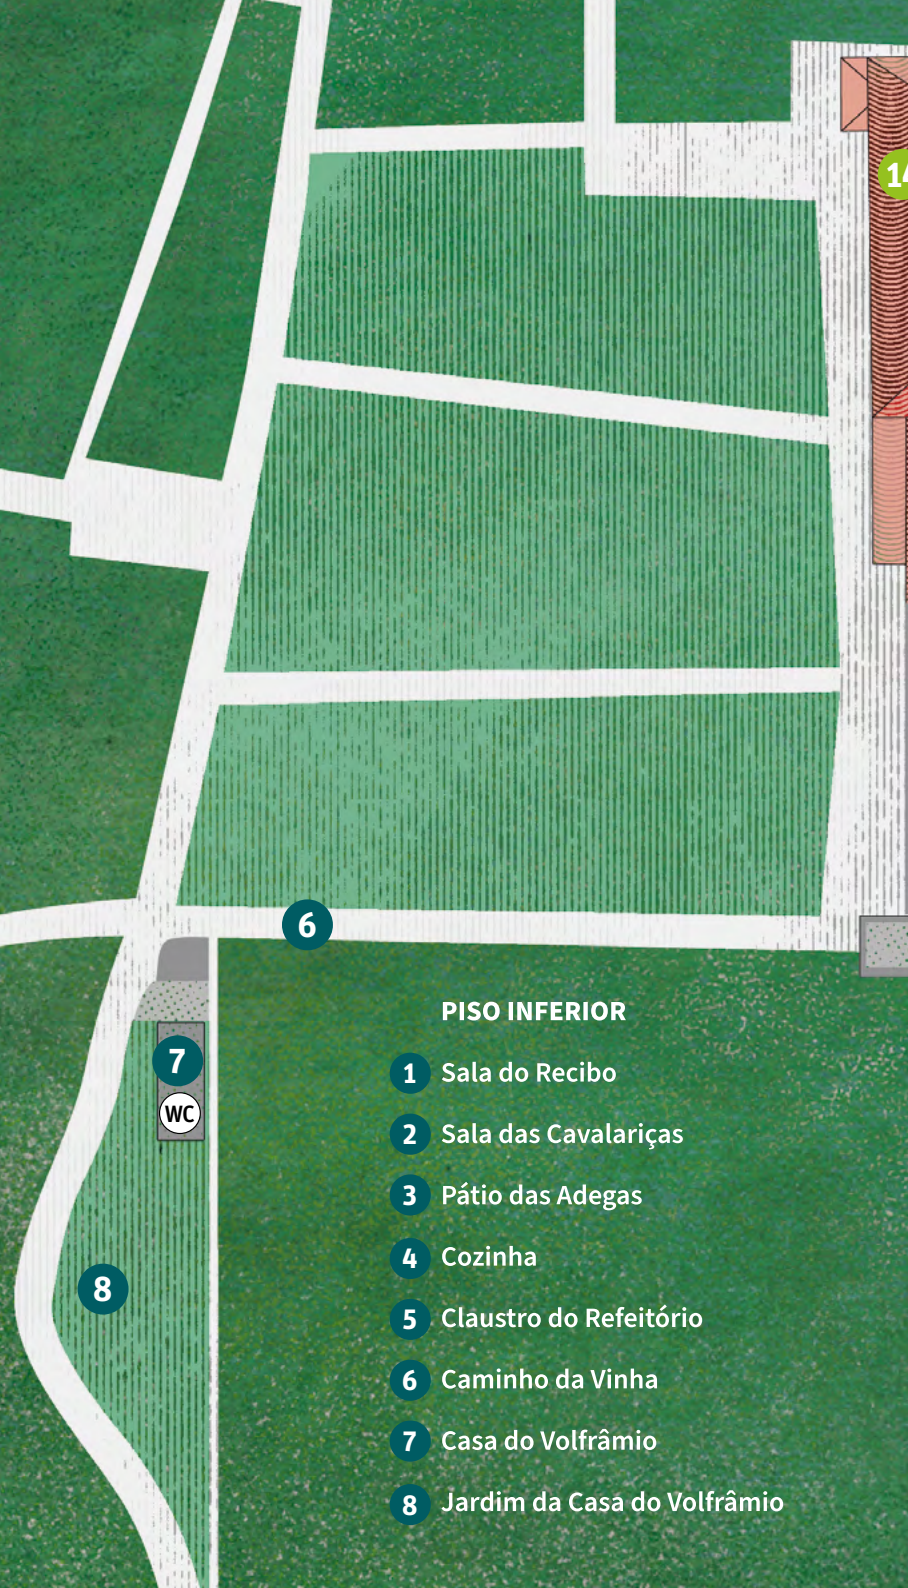 14
6
7
WC
8
PISO INFERIOR
1 Sala do Recibo
2 Sala das Cavalariças
3 Pátio das Adegas
4 Cozinha
5 Claustro do Refeitório
6 Caminho da Vinha
7 Casa do Volfrâmio
8 Jardim da Casa do Volfrâmio